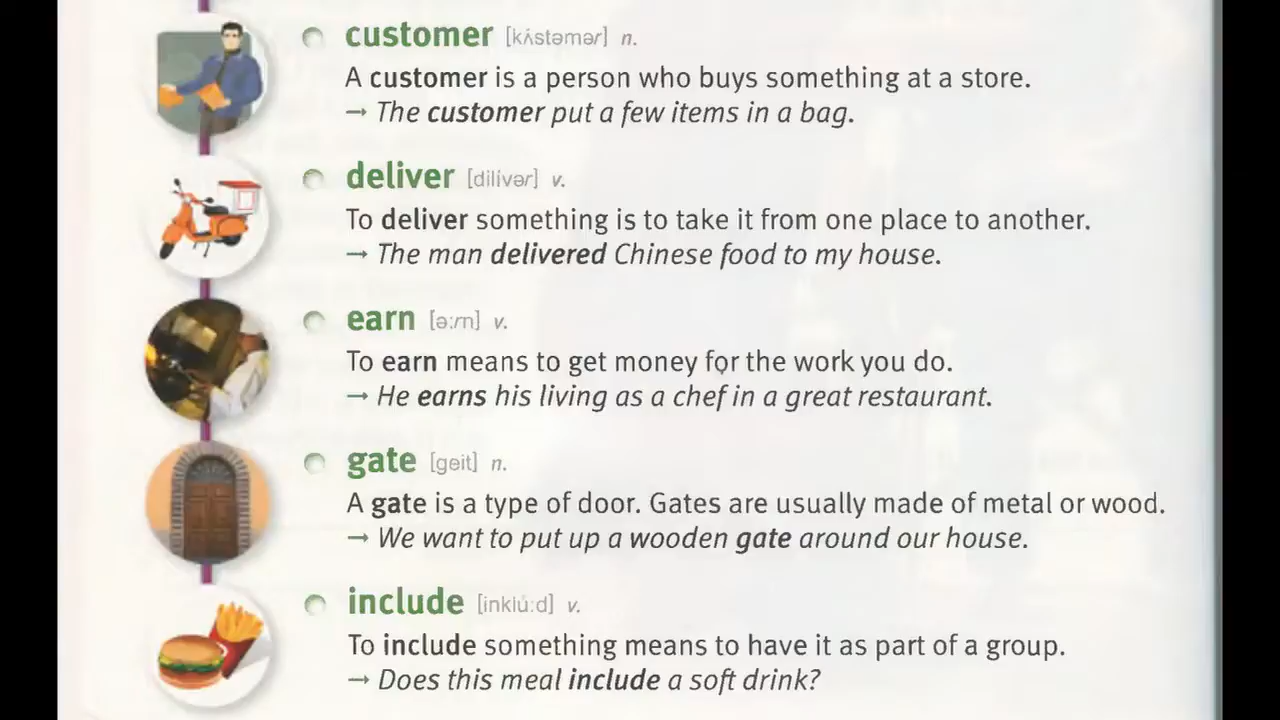 customer [kʌ́stəmər] n.
A customer is a person who buys something at a store.
→ The customer put a few items in a bag.
deliver [dilívər] v.
To deliver something is to take it from one place to another.
→ The man delivered Chinese food to my house.
earn [ə:rn] v.
To earn means to get money for the work you do.
→ He earns his living as a chef in a great restaurant.
gate [geit] n.
A gate is a type of door. Gates are usually made of metal or wood.
→ We want to put up a wooden gate around our house.
include [inklú:d] v.
To include something means to have it as part of a group.
→ Does this meal include a soft drink?